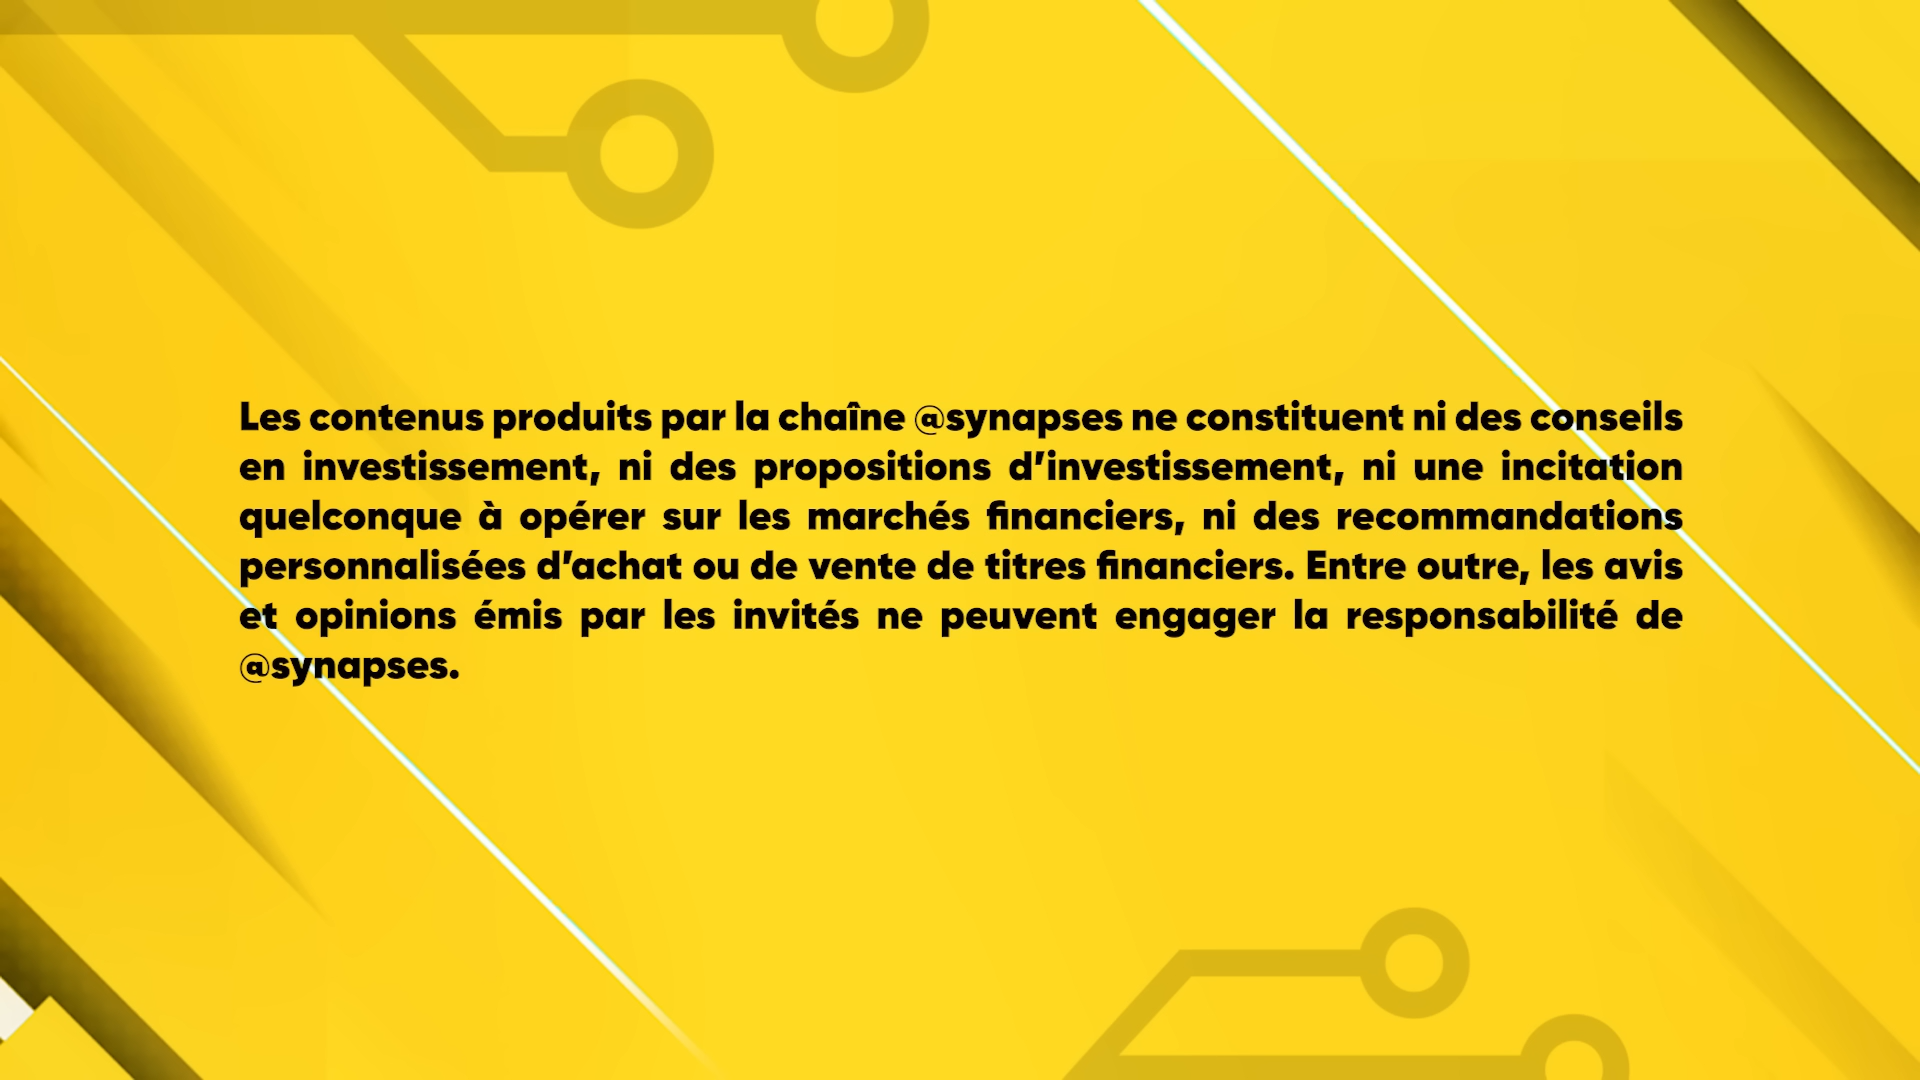 Les contenus produits par la chaîne @synapses ne constituent ni des conseils
en investissement, ni des propositions d’investissement, ni une incitation
quelconque à opérer sur les marchés financiers, ni des recommandations
personnalisées d’achat ou de vente de titres financiers. Entre outre, les avis
et opinions émis par les invités ne peuvent engager la responsabilité de
@synapses.